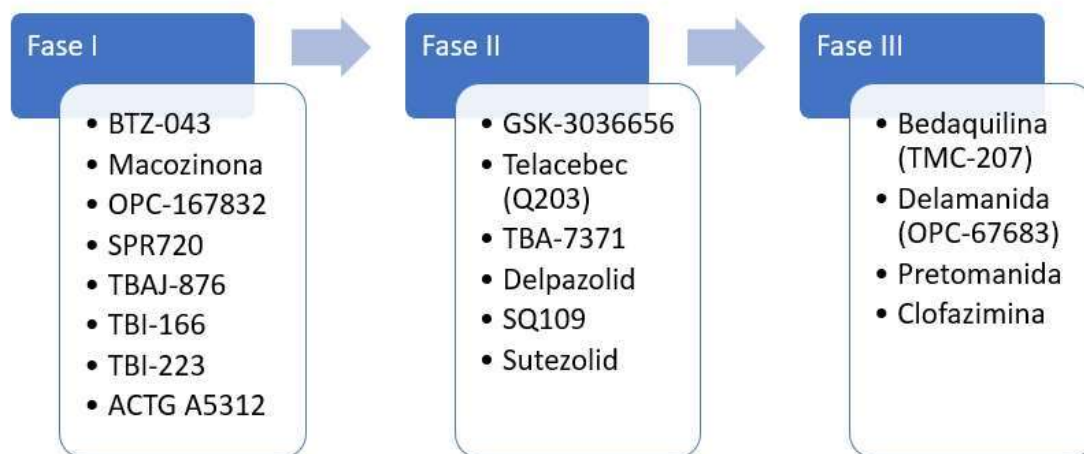 Fase I
• BTZ-043
• Macozinona
• OPC-167832
• SPR720
• TBAJ-876
• TBI-166
• TBI-223
• ACTG A5312
Fase II
• GSK-3036656
• Telacebec
(Q203)
• TBA-7371
• Delpazolid
• SQ109
• Sutezolid
Fase III
• Bedaquilina
(TMC-207)
• Delamanida
(OPC-67683)
• Pretomanida
• Clofazimina